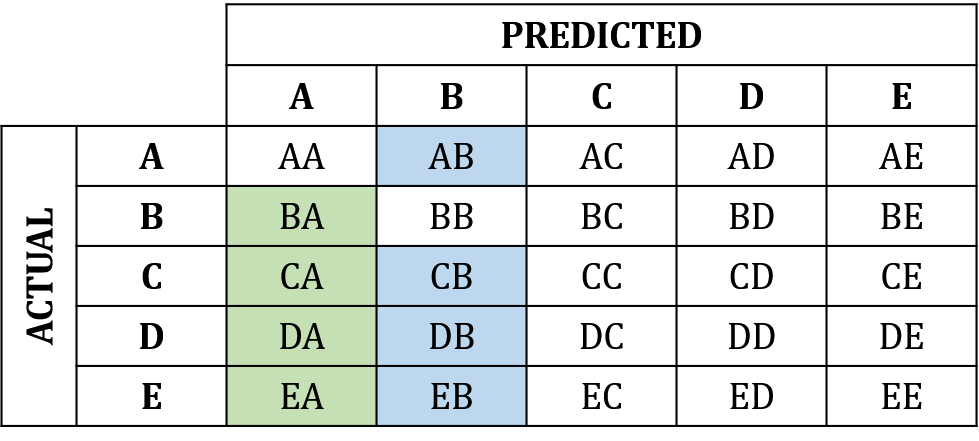 PREDICTED
A B C D E
ACTUAL
A AA AB AC AD AE
B BA BB BC BD BE
C CA CB CC CD CE
D DA DB DC DD DE
E EA EB EC ED EE